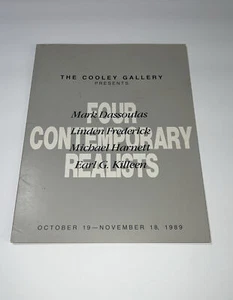 THE COOLEY GALLERY
PRESENTS
FOUR
CONTEMPORARY
REALISTS
Mark Dassoulas
Linden Frederick
Michael Harnett
Earl G. Killeen
OCTOBER 19—NOVEMBER 18, 1989